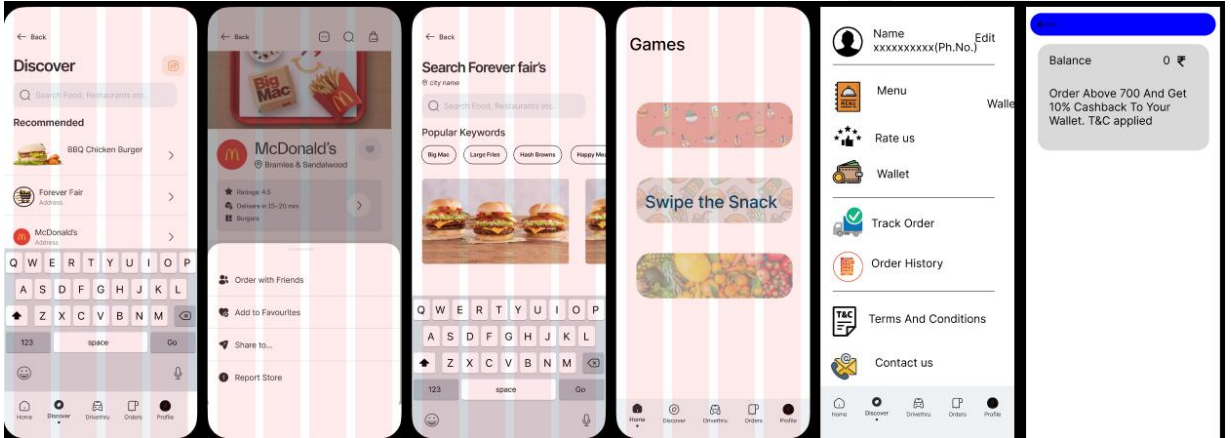 Back
Discover
Search Food, Restaurants etc.
Recommended
BBQ Chicken Burger
Forever Fair
Address
McDonald's
Address
Q W E R T Y U I O P
A S D F G H J K L
Z X C V B N M
123 space Go
Home Discover Drivethru Orders Profile
Back
Big
Mac
McDonald's
Bramlea & Sandalwood
Ratings: 4.5
Delivers in 15-20 min
Burgers
Order with Friends
Add to Favourites
Share to...
Report Store
Back
Search Forever fair's
city name
Search Food, Restaurants etc.
Popular Keywords
Big Mac Large Fries Hash Browns Happy Mea
Q W E R T Y U I O P
A S D F G H J K L
Z X C V B N M
123 space Go
Games
Swipe the Snack
Home Discover Drivethru Orders Profile
Name
Edit
xxxxxxxxxx(Ph.No.)
MENU
Menu
Walle
Rate us
Wallet
Track Order
Order History
T&C
Terms And Conditions
Contact us
Home Discover Drivethru Orders Profile
Balance 0 ₹
Order Above 700 And Get
10% Cashback To Your
Wallet. T&C applied